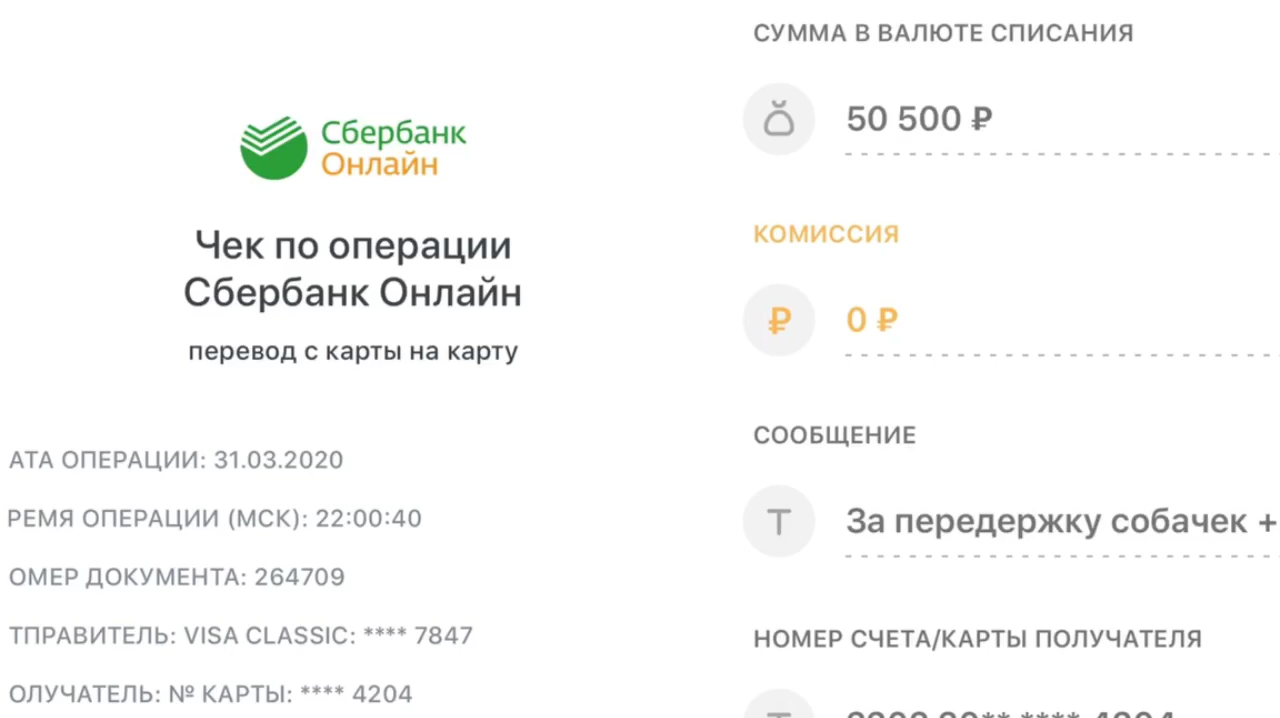 Сбербанк
Онлайн
Чек по операции
Сбербанк Онлайн
перевод с карты на карту
АТА ОПЕРАЦИИ: 31.03.2020
РЕМЯ ОПЕРАЦИИ (МСК): 22:00:40
ОМЕР ДОКУМЕНТА: 264709
ТПРАВИТЕЛЬ: VISA CLASSIC: **** 7847
ОЛУЧАТЕЛЬ: № КАРТЫ: **** 4204
СУММА В ВАЛЮТЕ СПИСАНИЯ
50 500 ₽
КОМИССИЯ
₽
0 ₽
СООБЩЕНИЕ
T
За передержку собачек +
НОМЕР СЧЕТА/КАРТЫ ПОЛУЧАТЕЛЯ